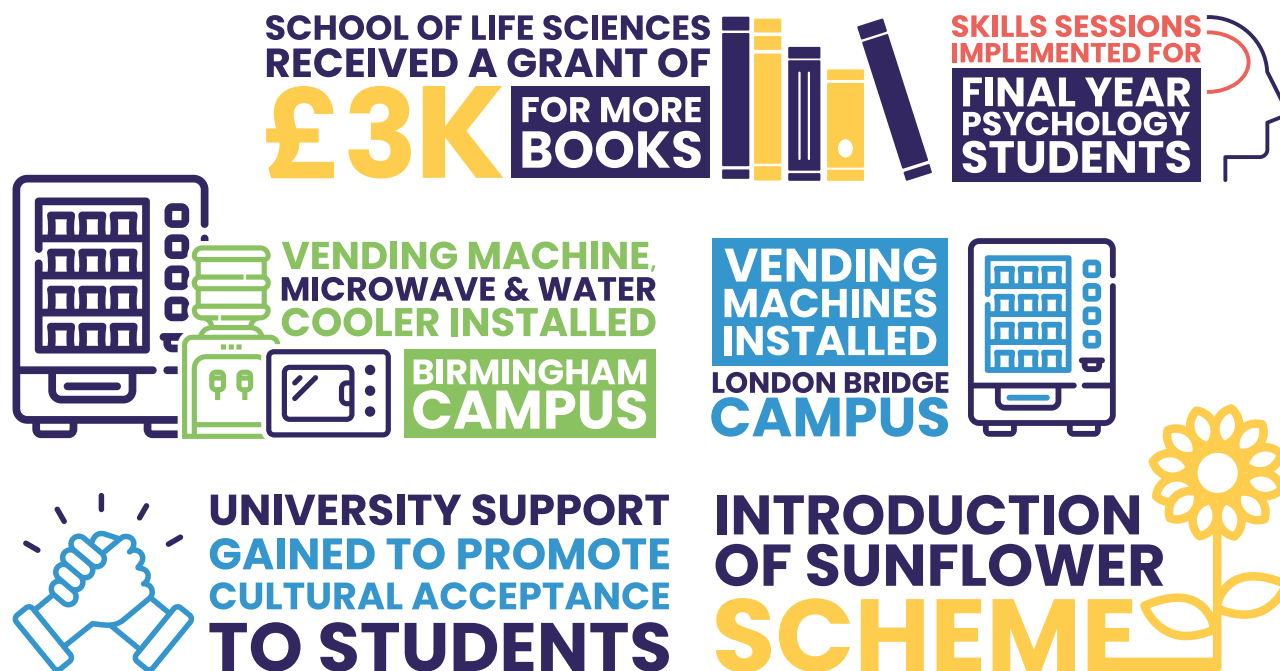 SCHOOL OF LIFE SCIENCES
RECEIVED A GRANT OF
£3K
FOR MORE
BOOKS
SKILLS SESSIONS
IMPLEMENTED FOR
FINAL YEAR
PSYCHOLOGY
STUDENTS
VENDING MACHINE,
MICROWAVE & WATER
COOLER INSTALLED
BIRMINGHAM
CAMPUS
VENDING
MACHINES
INSTALLED
LONDON BRIDGE
CAMPUS
UNIVERSITY SUPPORT
GAINED TO PROMOTE
CULTURAL ACCEPTANCE
TO STUDENTS
INTRODUCTION
OF SUNFLOWER
SCHEME